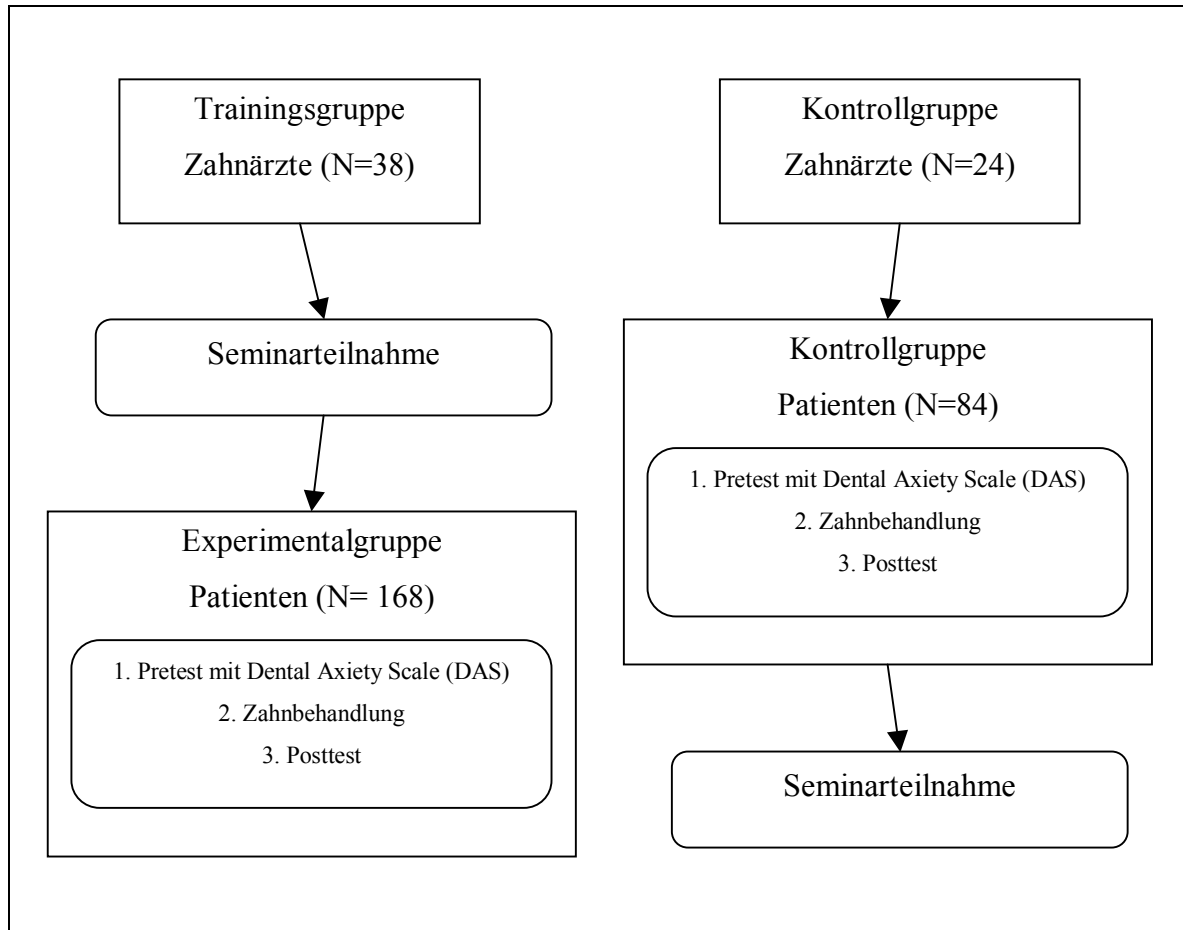 Trainingsgruppe
Zahnärzte (N=38)
Seminarteilnahme
Experimentalgruppe
Patienten (N= 168)
1. Pretest mit Dental Axiety Scale (DAS)
2. Zahnbehandlung
3. Posttest
Kontrollgruppe
Zahnärzte (N=24)
Kontrollgruppe
Patienten (N=84)
1. Pretest mit Dental Axiety Scale (DAS)
2. Zahnbehandlung
3. Posttest
Seminarteilnahme